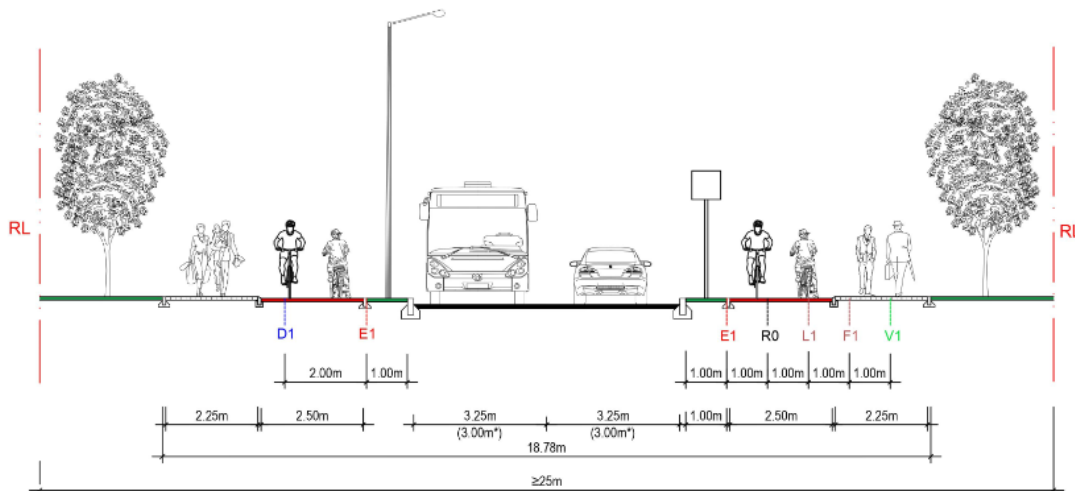 RL
RL
D1
E1
E1
R0
L1
F1
V1
2.00m
1.00m
1.00m
1.00m
1.00m
1.00m
1.00m
2.25m
2.50m
3.25m
3.25m
1.00m
2.50m
2.25m
(3.00m*)
(3.00m*)
18.78m
≥25m